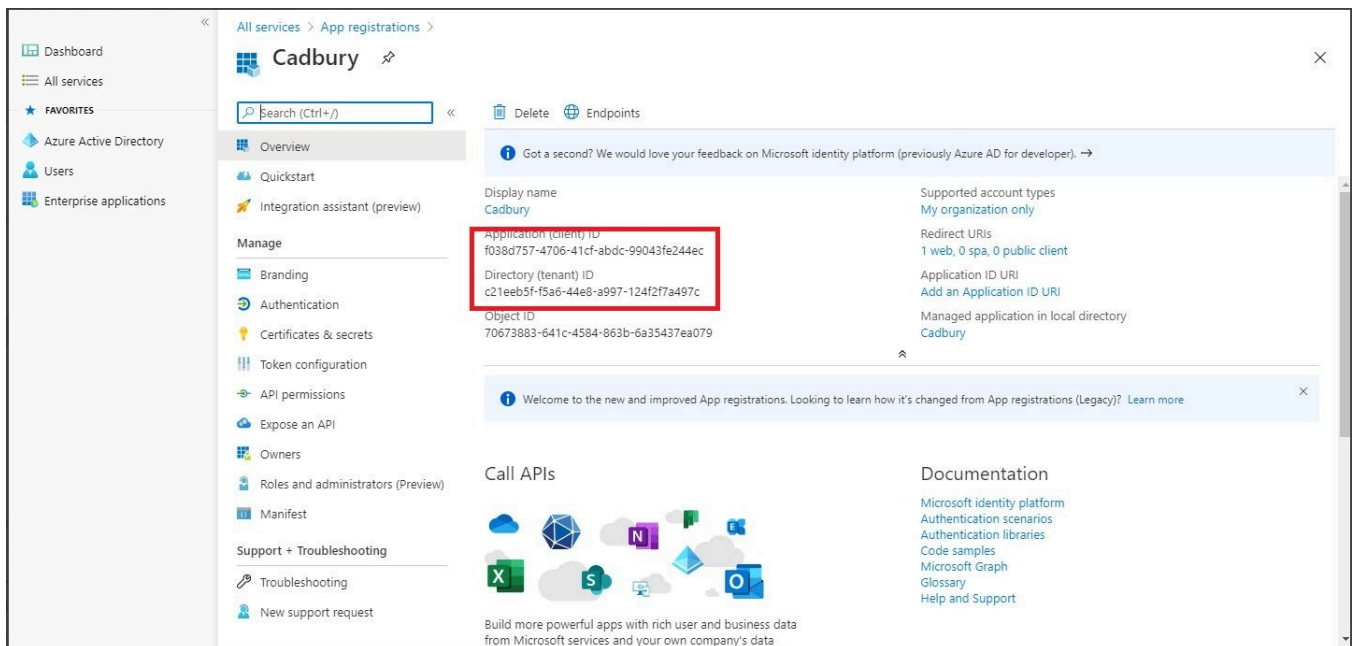 All services > App registrations >
Dashboard
All services
FAVORITES
Azure Active Directory
Users
Enterprise applications
Cadbury
Search (Ctrl+/)
Overview
Quickstart
Integration assistant (preview)
Manage
Branding
Authentication
Certificates & secrets
Token configuration
API permissions
Expose an API
Owners
Roles and administrators (Preview)
Manifest
Support + Troubleshooting
Troubleshooting
New support request
Delete
Endpoints
Got a second? We would love your feedback on Microsoft identity platform (previously Azure AD for developer). →
Display name
Cadbury
Application (client) ID
f038d757-4706-41cf-abdc-99043fe244ec
Directory (tenant) ID
c21eeb5f-f5a6-44e8-a997-124f2f7a497c
Object ID
70673883-641c-4584-863b-6a35437ea079
Supported account types
My organization only
Redirect URIs
1 web, 0 spa, 0 public client
Application ID URI
Add an Application ID URI
Managed application in local directory
Cadbury
Welcome to the new and improved App registrations. Looking to learn how it's changed from App registrations (Legacy)? Learn more
Call APIs
N
E
X
S
O
Build more powerful apps with rich user and business data
from Microsoft services and your own company's data
Documentation
Microsoft identity platform
Authentication scenarios
Authentication libraries
Code samples
Microsoft Graph
Glossary
Help and Support